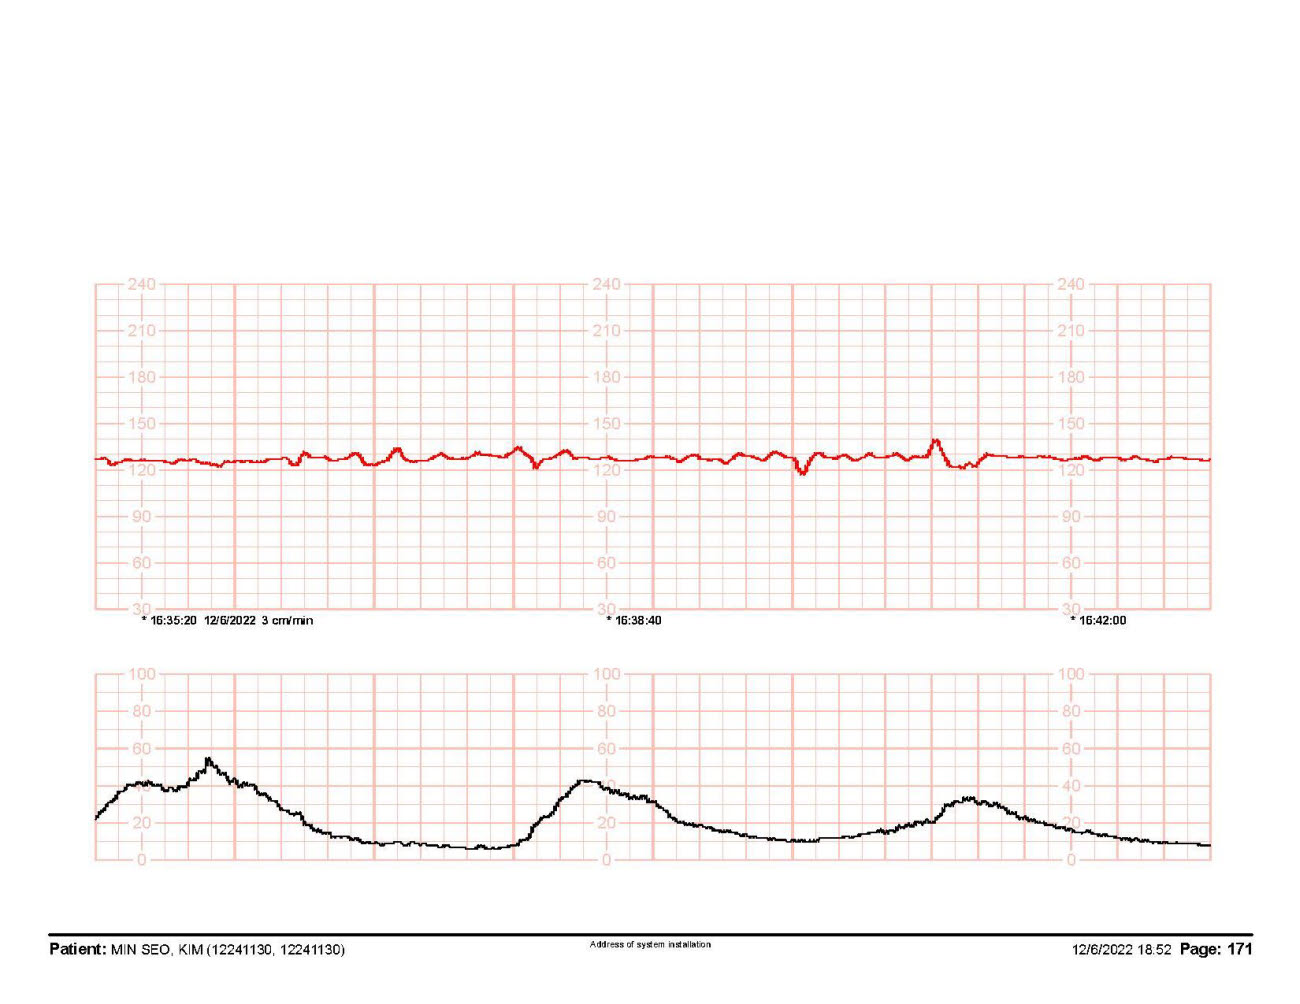 240 240 240
210 210 210
180 180 180
150 150 150
120 120 120
90 90 90
60 60 60
30 30 30
* 16:35:20 12/6/2022 3 cm/min * 16:38:40 * 16:42:00
100 100 100
80 80 80
60 60 60
40 40 40
20 20 20
0 0 0
Patient: MIN SEO, KIM (12241130, 12241130) Address of system installation 12/6/2022 18:52 Page: 171